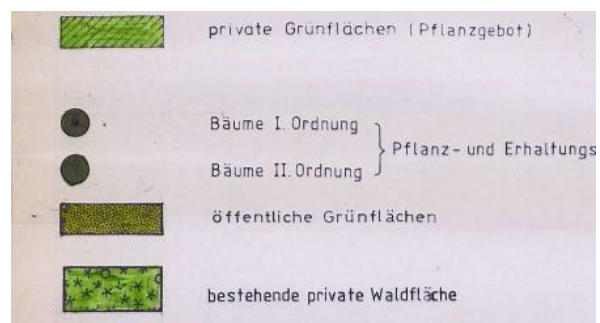 private Grünflächen (Pflanzgebot)
Bäume I. Ordnung
Pflanz- und Erhaltungs
Bäume II. Ordnung
öffentliche Grünflächen
bestehende private Waldfläche